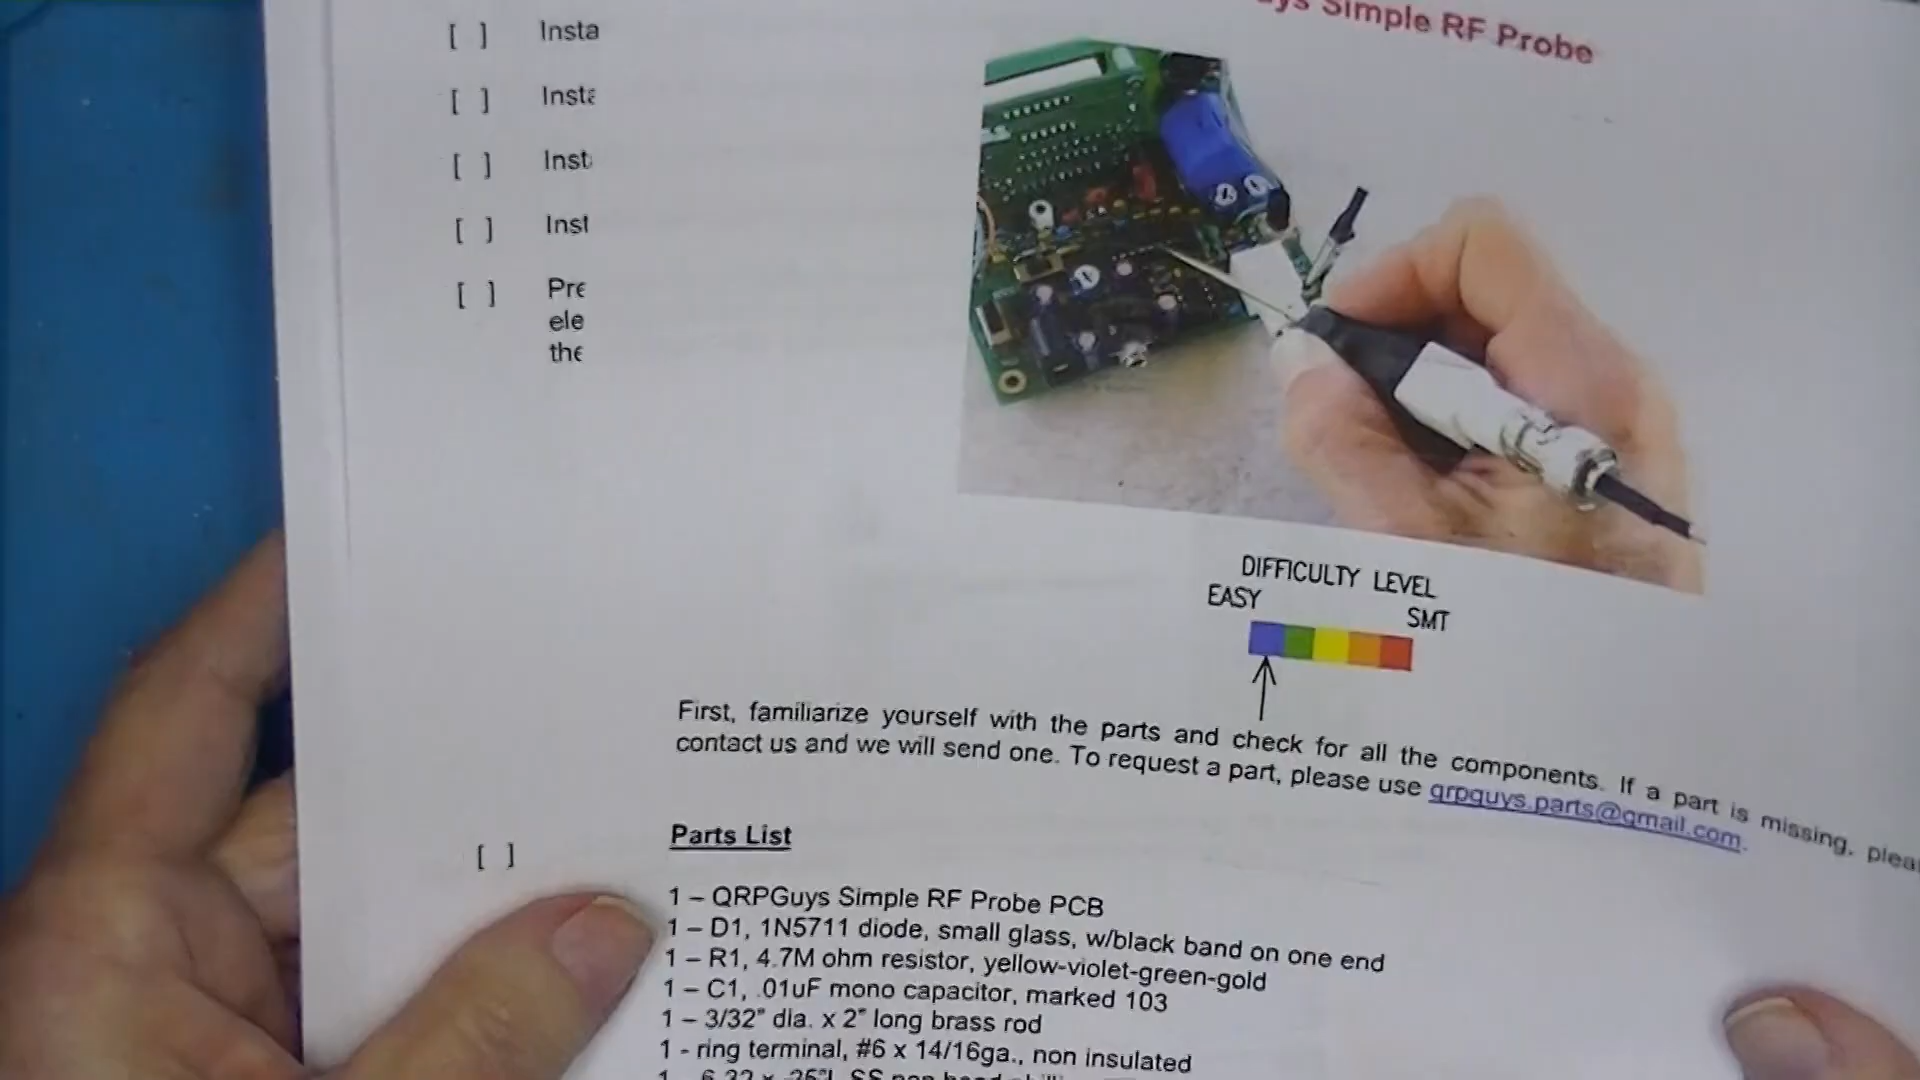 [ ] Insta
[ ] Insta
[ ] Inst
[ ] Inst
[ ] Pre
ele
the
Simple RF Probe
DIFFICULTY LEVEL
EASY
SMT
First, familiarize yourself with the parts and check for all the components. If a part is missing, plea
contact us and we will send one. To request a part, please use qrpguys.parts@gmail.com.
[ ] Parts List
1 – QRPGuys Simple RF Probe PCB
1 – D1, 1N5711 diode, small glass, w/black band on one end
1 – R1, 4.7M ohm resistor, yellow-violet-green-gold
1 – C1, .01uF mono capacitor, marked 103
1 – 3/32" dia. x 2" long brass rod
1 - ring terminal, #6 x 14/16ga., non insulated